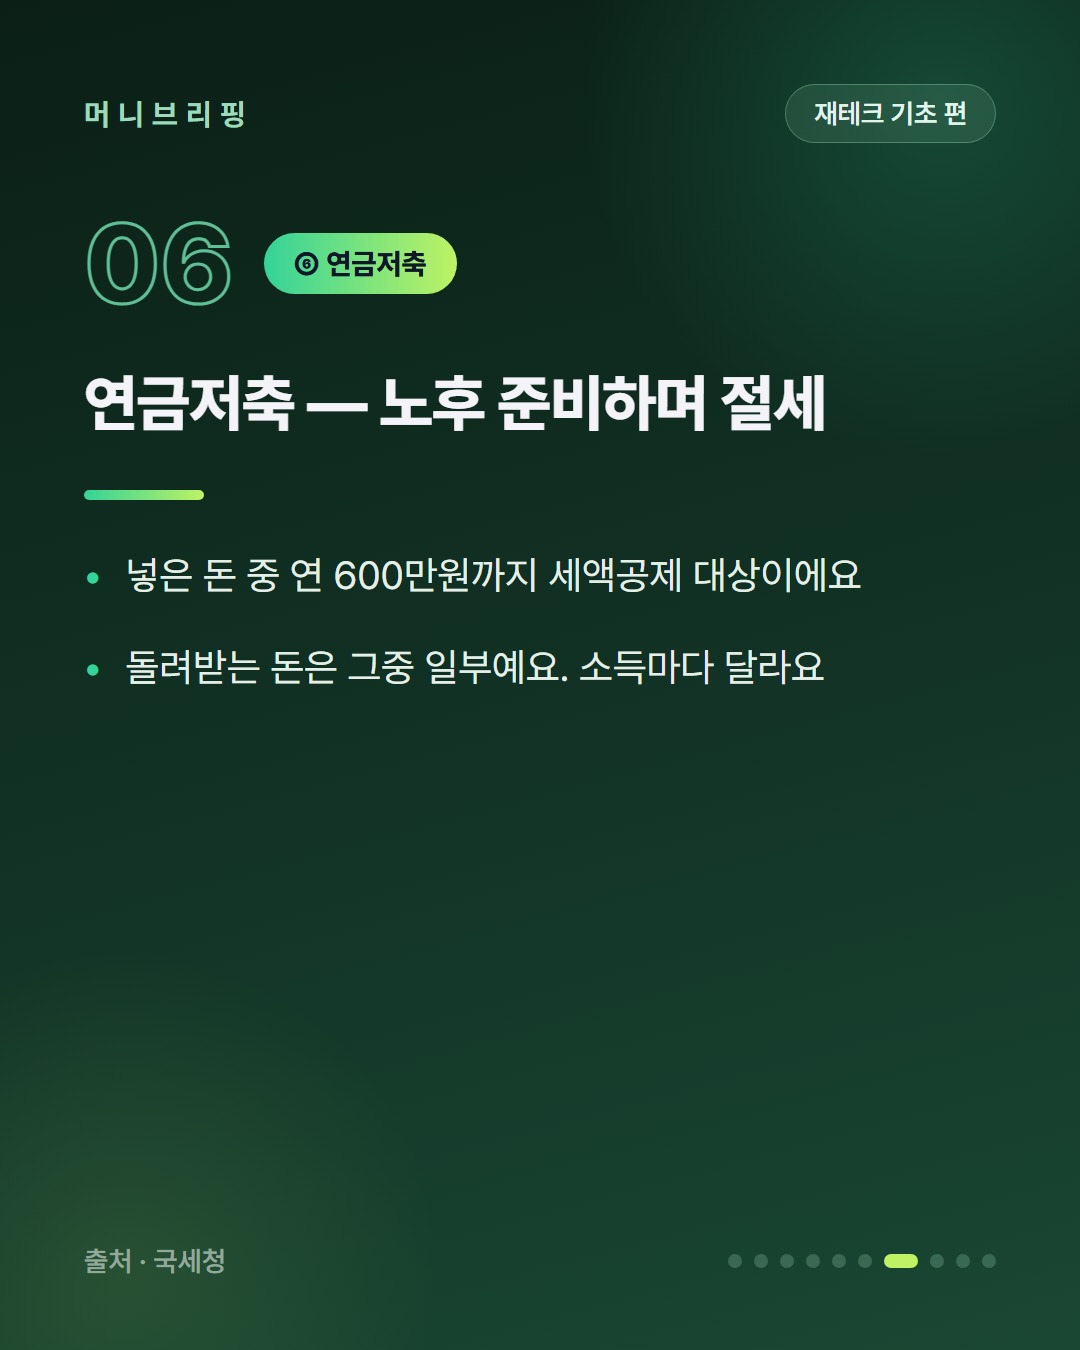 머니브리핑
재테크 기초 편
06
❻ 연금저축
연금저축 — 노후 준비하며 절세
• 넣은 돈 중 연 600만원까지 세액공제 대상이에요
• 돌려받는 돈은 그중 일부예요. 소득마다 달라요
출처 · 국세청